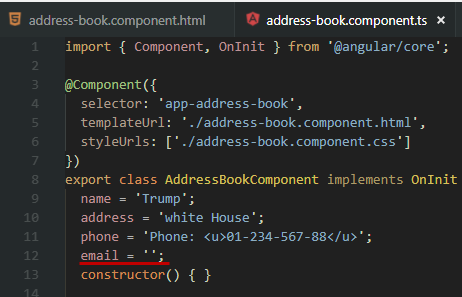 address-book.component.html address-book.component.ts ×
1 import { Component, OnInit } from '@angular/core';
2
3 @Component({
4 selector: 'app-address-book',
5 templateUrl: './address-book.component.html',
6 styleUrls: ['./address-book.component.css']
7 })
8 export class AddressBookComponent implements OnInit
9 name = 'Trump';
10 address = 'white House';
11 phone = 'Phone: <u>01-234-567-88</u>';
12 email = '';
13 constructor() { }